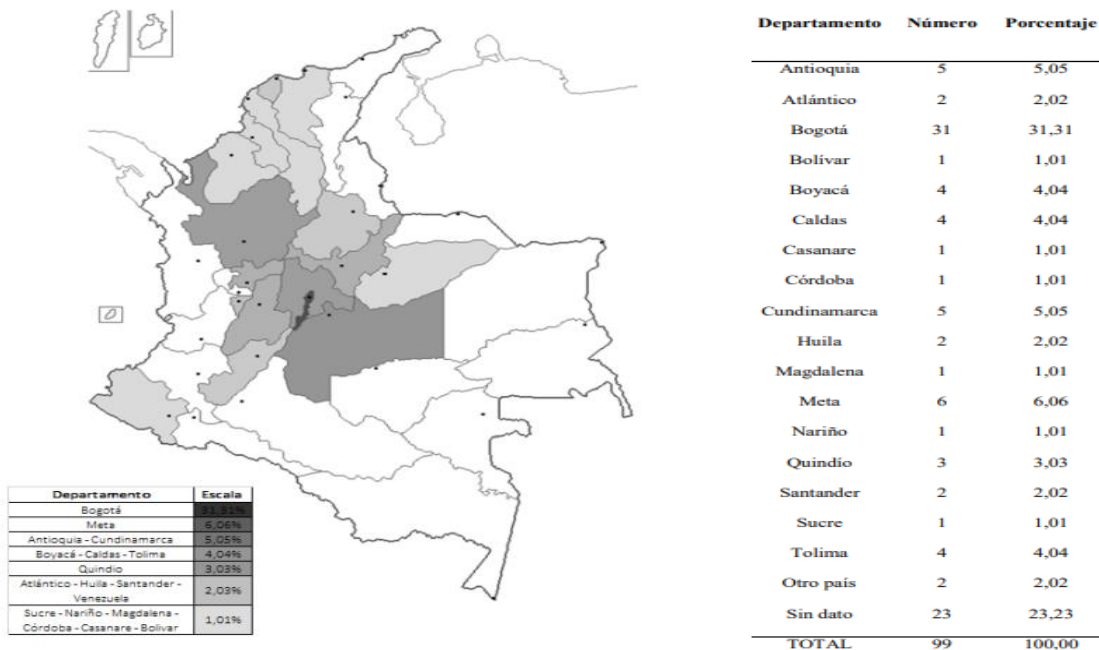 Departamento Escala
Bogotá 31,31%
Meta 6,06%
Antioquia - Cundinamarca 5,05%
Boyacá - Caldas - Tolima 4,04%
Quindio 3,03%
Atlántico - Huila - Santander -
Venezuela 2,03%
Sucre - Nariño - Magdalena -
Córdoba - Casanare - Bolivar 1,01%
Departamento Número Porcentaje
Antioquia 5 5,05
Atlántico 2 2,02
Bogotá 31 31,31
Bolívar 1 1,01
Boyacá 4 4,04
Caldas 4 4,04
Casanare 1 1,01
Córdoba 1 1,01
Cundinamarca 5 5,05
Huila 2 2,02
Magdalena 1 1,01
Meta 6 6,06
Nariño 1 1,01
Quindío 3 3,03
Santander 2 2,02
Sucre 1 1,01
Tolima 4 4,04
Otro país 2 2,02
Sin dato 23 23,23
TOTAL 99 100,00